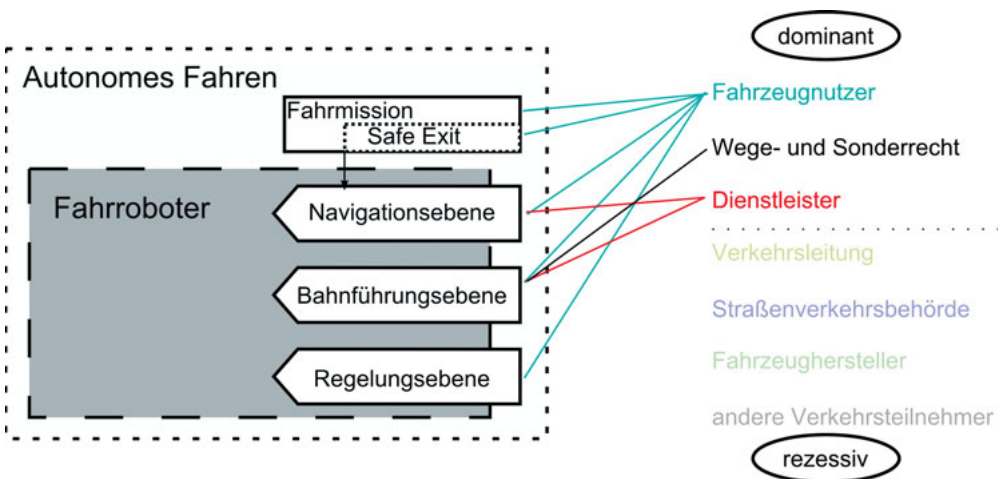 dominant
Autonomes Fahren
Fahrmission
Safe Exit
Fahrroboter
Navigationsebene
Bahnführungsebene
Regelungsebene
Fahrzeugnutzer
Wege- und Sonderrecht
Dienstleister
Verkehrsleitung
Straßenverkehrsbehörde
Fahrzeughersteller
andere Verkehrsteilnehmer
rezessiv